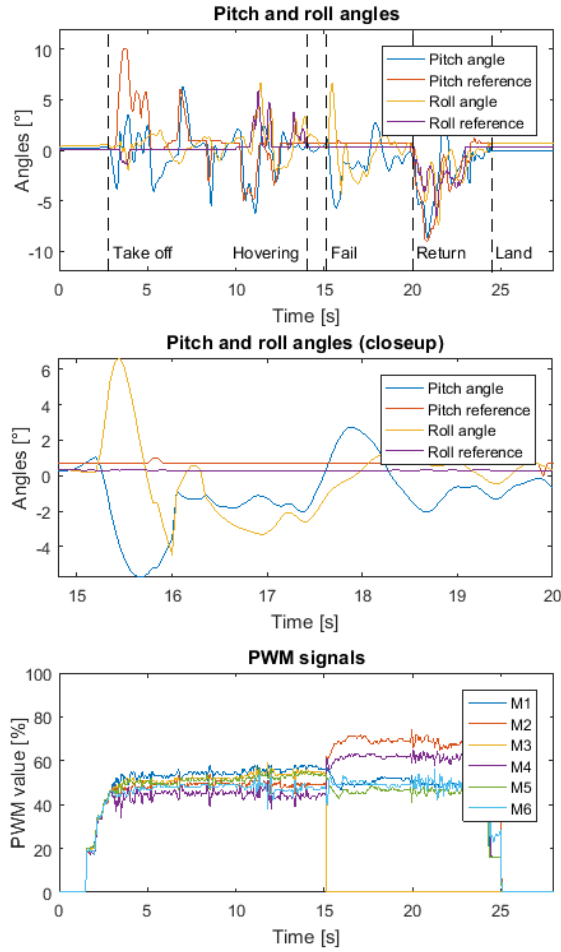 Pitch and roll angles
10
5
0
-5
-10
Angles [°]
Pitch angle
Pitch reference
Roll angle
Roll reference
Take off
Hovering
Fail
Return
Land
0 5 10 15 20 25
Time [s]
Pitch and roll angles (closeup)
6
4
2
0
-2
-4
Angles [°]
Pitch angle
Pitch reference
Roll angle
Roll reference
15 16 17 18 19 20
Time [s]
PWM signals
100
80
60
40
20
0
PWM value [%]
M1
M2
M3
M4
M5
M6
0 5 10 15 20 25
Time [s]